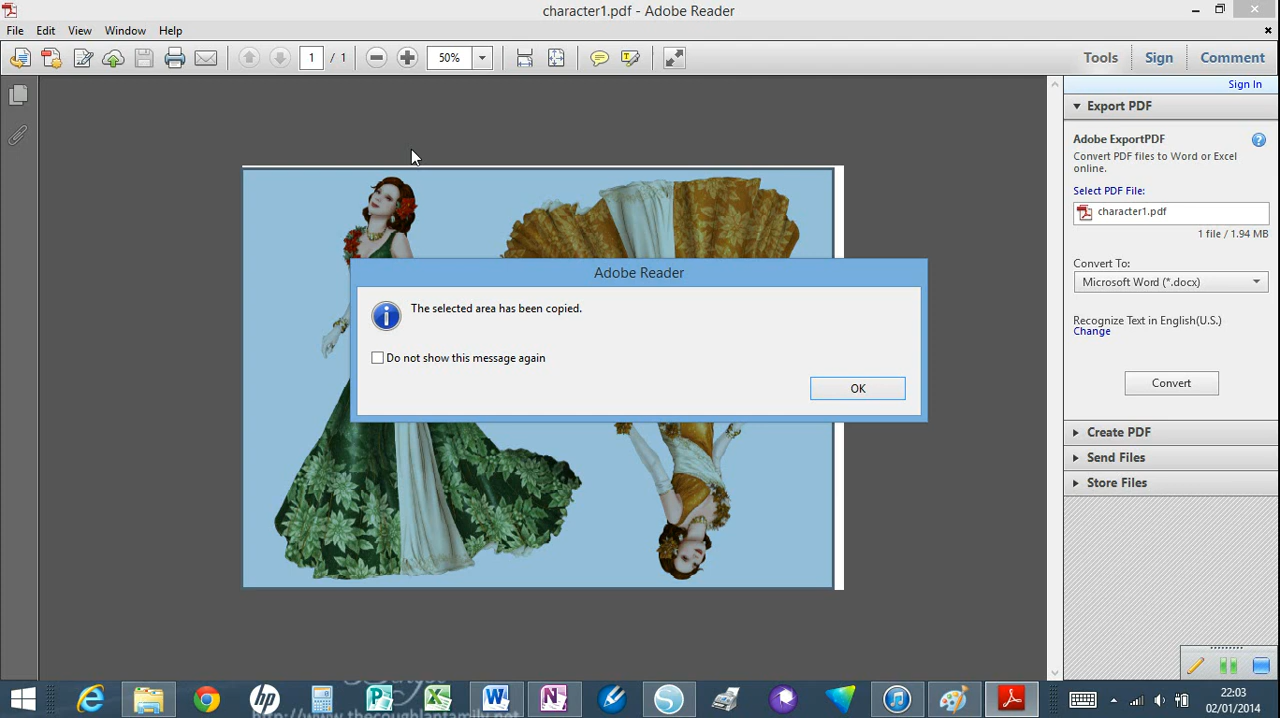 character1.pdf - Adobe Reader
File Edit View Window Help
1 / 1 50% Tools Sign Comment
Sign In
Export PDF
Adobe ExportPDF
Convert PDF files to Word or Excel
online.
Select PDF File:
character1.pdf
1 file / 1.94 MB
Convert To:
Microsoft Word (*.docx)
Recognize Text in English(U.S.)
Change
Convert
Create PDF
Send Files
Store Files
Adobe Reader
The selected area has been copied.
Do not show this message again
OK
http://www.thecoughlanfamily.net
22:03
02/01/2014